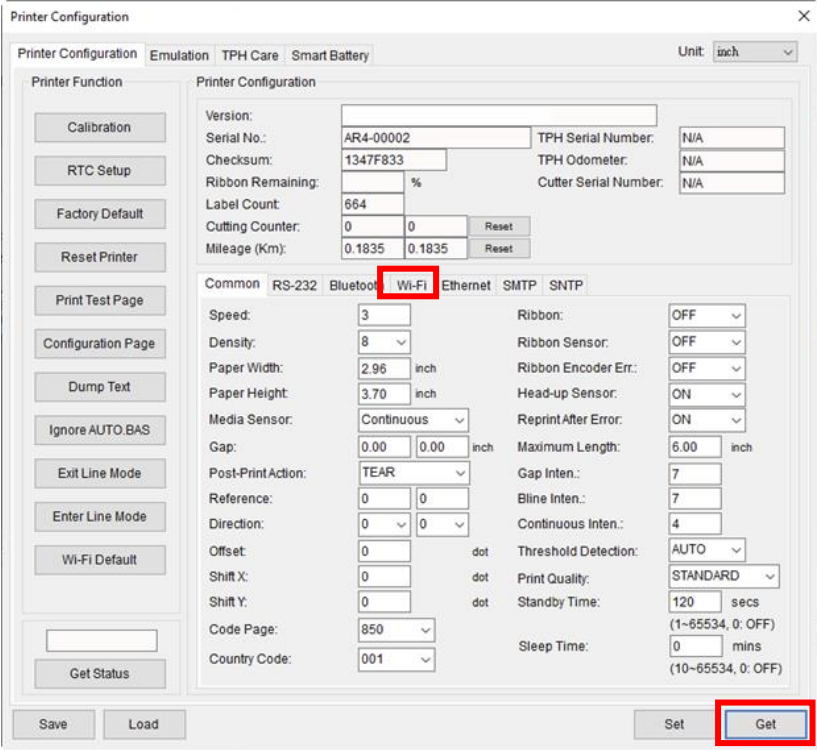 Printer Configuration
Printer Configuration Emulation TPH Care Smart Battery Unit: inch
Printer Function
Calibration
RTC Setup
Factory Default
Reset Printer
Print Test Page
Configuration Page
Dump Text
Ignore AUTO.BAS
Exit Line Mode
Enter Line Mode
Wi-Fi Default
Get Status
Printer Configuration
Version:
Serial No.: AR4-00002 TPH Serial Number: N/A
Checksum: 1347F833 TPH Odometer: N/A
Ribbon Remaining: % Cutter Serial Number: N/A
Label Count: 664
Cutting Counter: 0 0 Reset
Mileage (Km): 0.1835 0.1835 Reset
Common RS-232 Bluetooth Wi-Fi Ethernet SMTP SNTP
Speed: 3 Ribbon: OFF
Density: 8 Ribbon Sensor: OFF
Paper Width: 2.96 inch Ribbon Encoder Err.: OFF
Paper Height: 3.70 inch Head-up Sensor: ON
Media Sensor: Continuous Reprint After Error: ON
Gap: 0.00 0.00 inch Maximum Length: 6.00 inch
Post-Print Action: TEAR Gap Inten.: 7
Reference: 0 0 Bline Inten.: 7
Direction: 0 0 Continuous Inten.: 4
Offset: 0 dot Threshold Detection: AUTO
Shift X: 0 dot Print Quality: STANDARD
Shift Y: 0 dot Standby Time: 120 secs
(1~65534, 0: OFF)
Code Page: 850
Sleep Time: 0 mins
Country Code: 001
(10~65534, 0: OFF)
Save Load Set Get